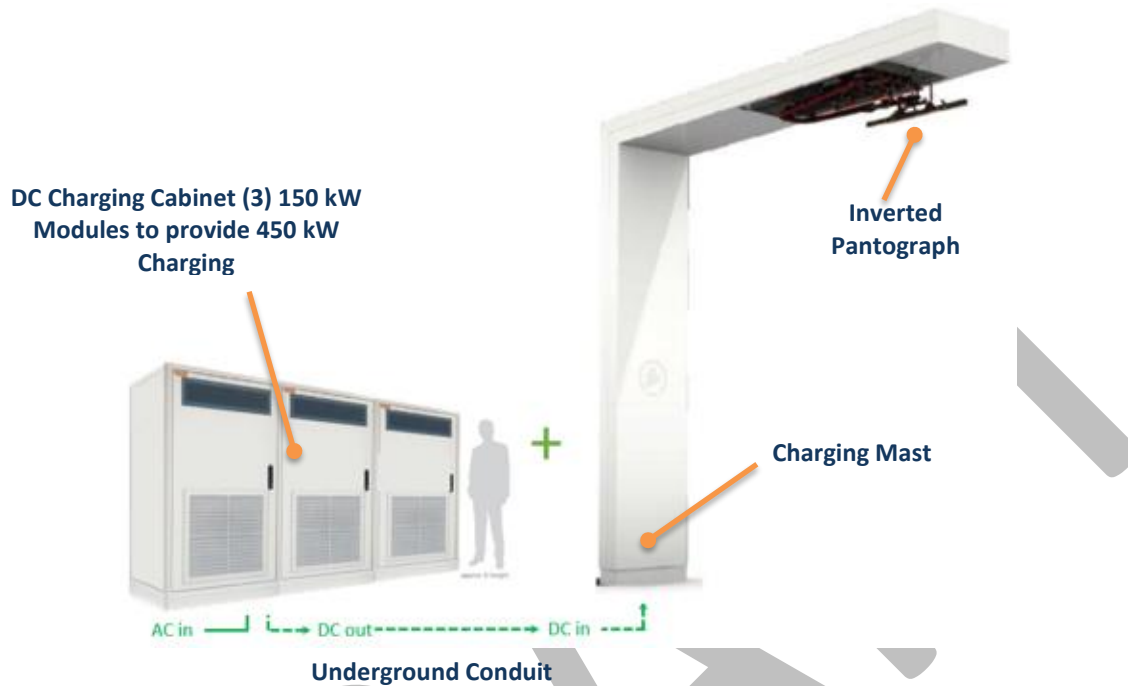 DC Charging Cabinet (3) 150 kW
Modules to provide 450 kW
Charging
Inverted
Pantograph
+
Charging Mast
AC in
DC out
DC in
Underground Conduit